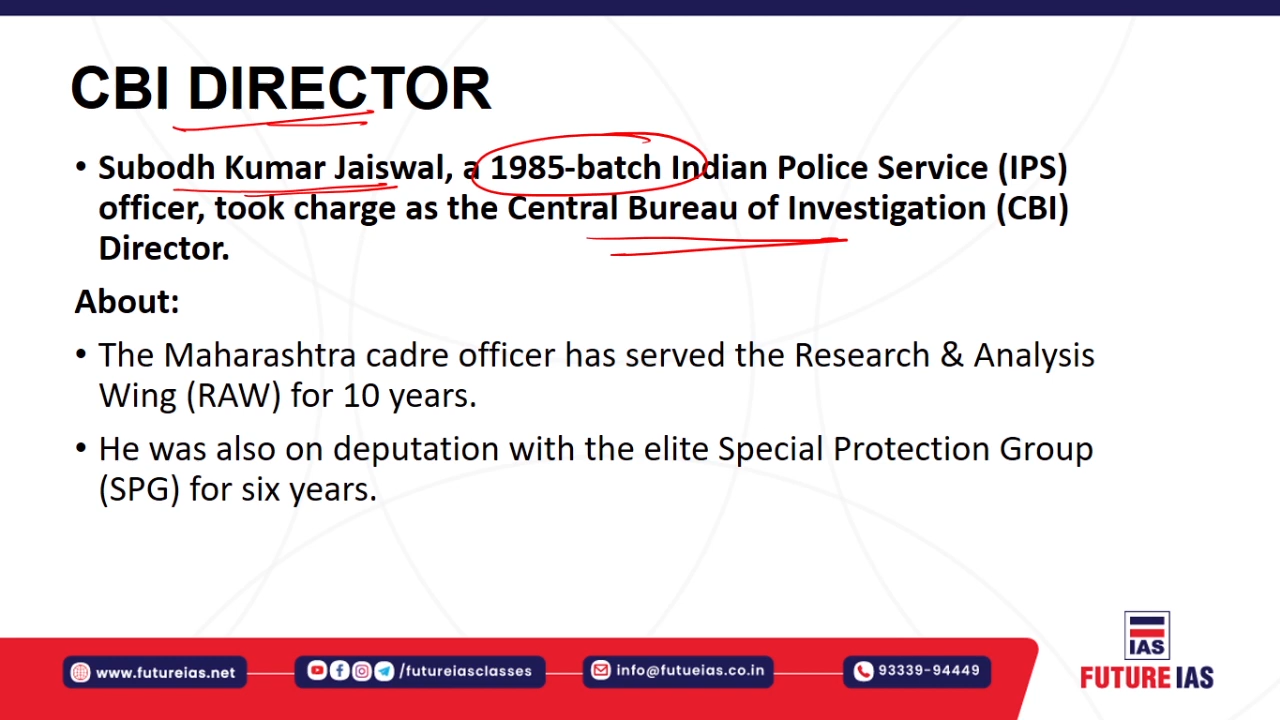 CBI DIRECTOR
• Subodh Kumar Jaiswal, a 1985-batch Indian Police Service (IPS)
officer, took charge as the Central Bureau of Investigation (CBI)
Director.
About:
• The Maharashtra cadre officer has served the Research & Analysis
Wing (RAW) for 10 years.
• He was also on deputation with the elite Special Protection Group
(SPG) for six years.
www.futureias.net
/futureiasclasses
info@futueias.co.in
93339-94449
IAS
FUTURE IAS